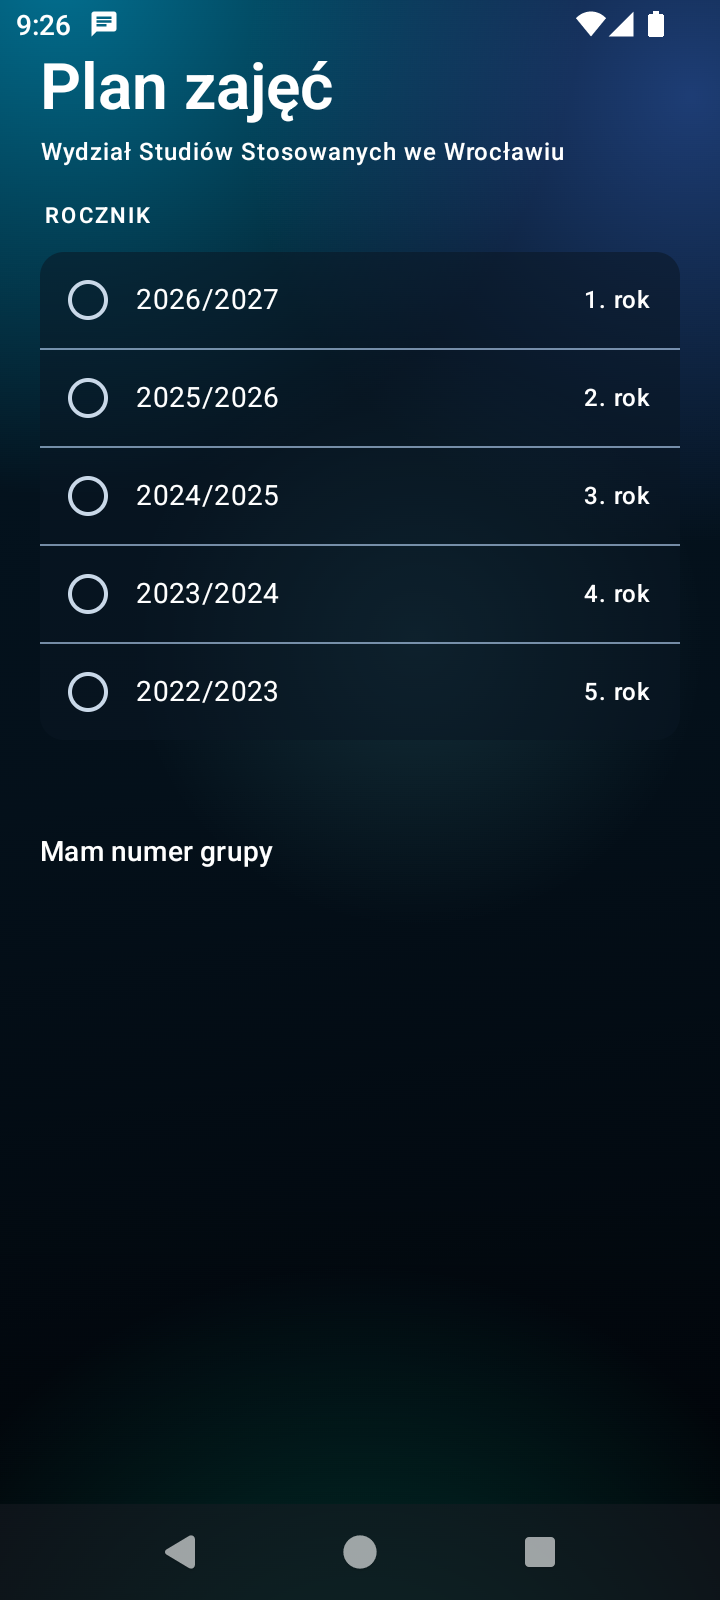 9:26
Plan zajęć
Wydział Studiów Stosowanych we Wrocławiu
ROCZNIK
2026/2027 1. rok
2025/2026 2. rok
2024/2025 3. rok
2023/2024 4. rok
2022/2023 5. rok
Mam numer grupy